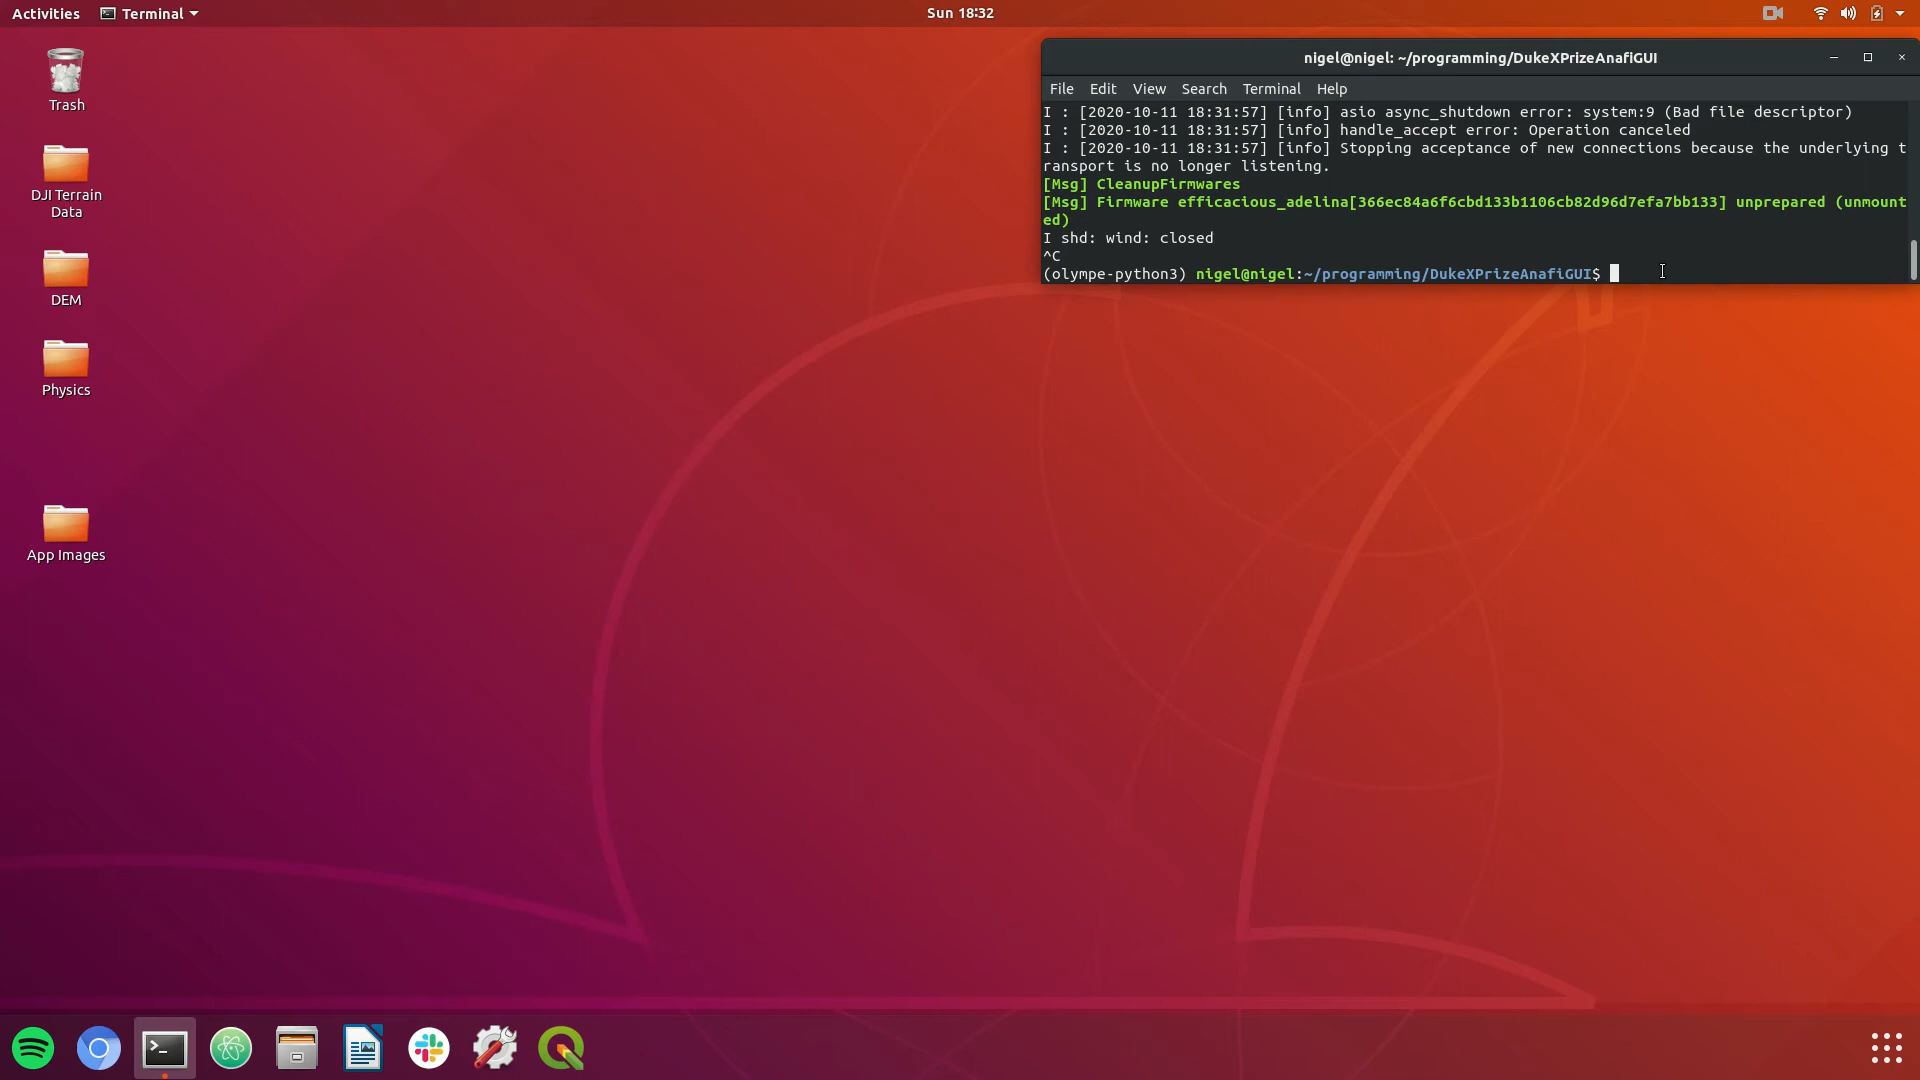 Activities Terminal Sun 18:32
nigel@nigel: ~/programming/DukeXPrizeAnafiGUI
File Edit View Search Terminal Help
I : [2020-10-11 18:31:57] [info] asio async_shutdown error: system:9 (Bad file descriptor)
I : [2020-10-11 18:31:57] [info] handle_accept error: Operation canceled
I : [2020-10-11 18:31:57] [info] Stopping acceptance of new connections because the underlying t
ransport is no longer listening.
[Msg] CleanupFirmwares
[Msg] Firmware efficacious_adelina[366ec84a6f6cbd133b1106cb82d96d7efa7bb133] unprepared (unmount
ed)
I shd: wind: closed
^C
(olympe-python3) nigel@nigel:~/programming/DukeXPrizeAnafiGUI$
Trash
DJI Terrain
Data
DEM
Physics
App Images